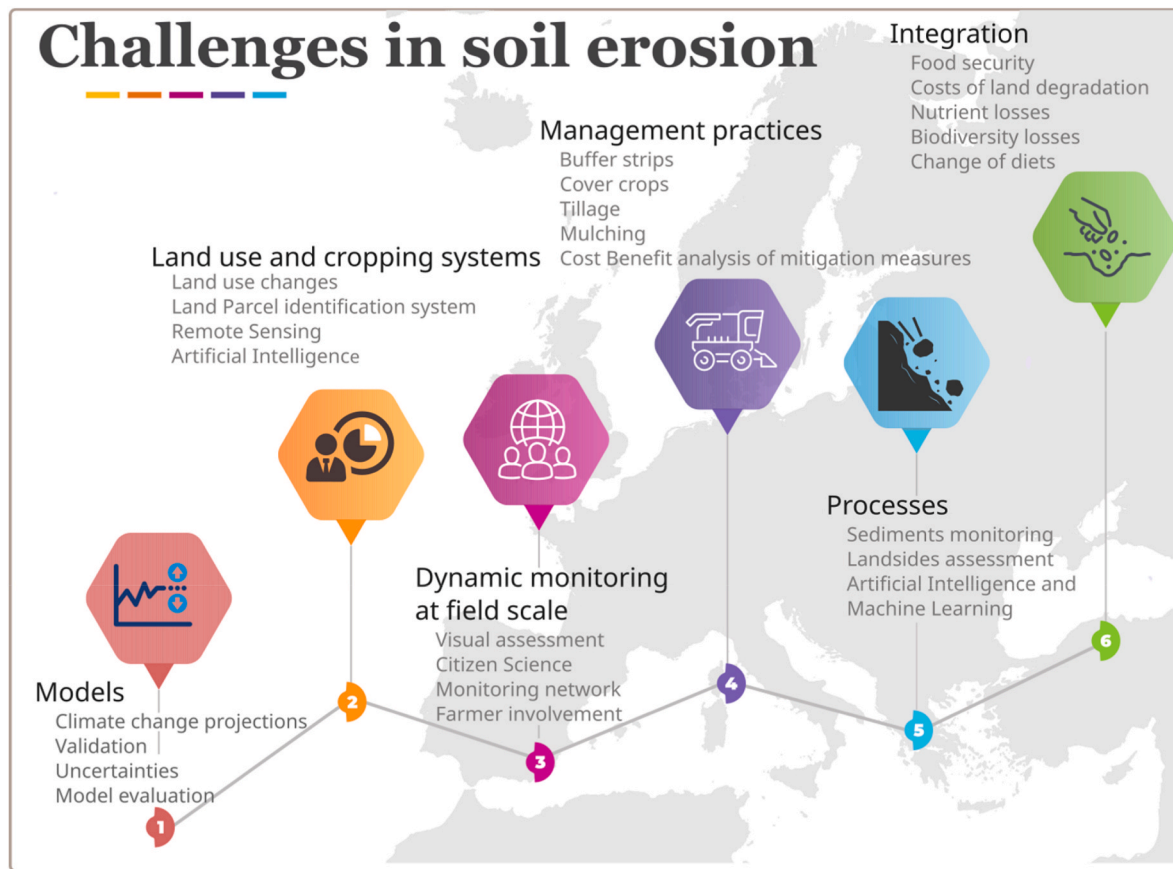 Challenges in soil erosion
Integration
Food security
Costs of land degradation
Nutrient losses
Biodiversity losses
Change of diets
Management practices
Buffer strips
Cover crops
Tillage
Mulching
Cost Benefit analysis of mitigation measures
Land use and cropping systems
Land use changes
Land Parcel identification system
Remote Sensing
Artificial Intelligence
Processes
Sediments monitoring
Landsides assessment
Artificial Intelligence and
Machine Learning
Dynamic monitoring
at field scale
Visual assessment
Citizen Science
Monitoring network
Farmer involvement
Models
Climate change projections
Validation
Uncertainties
Model evaluation
1
2
3
4
5
6